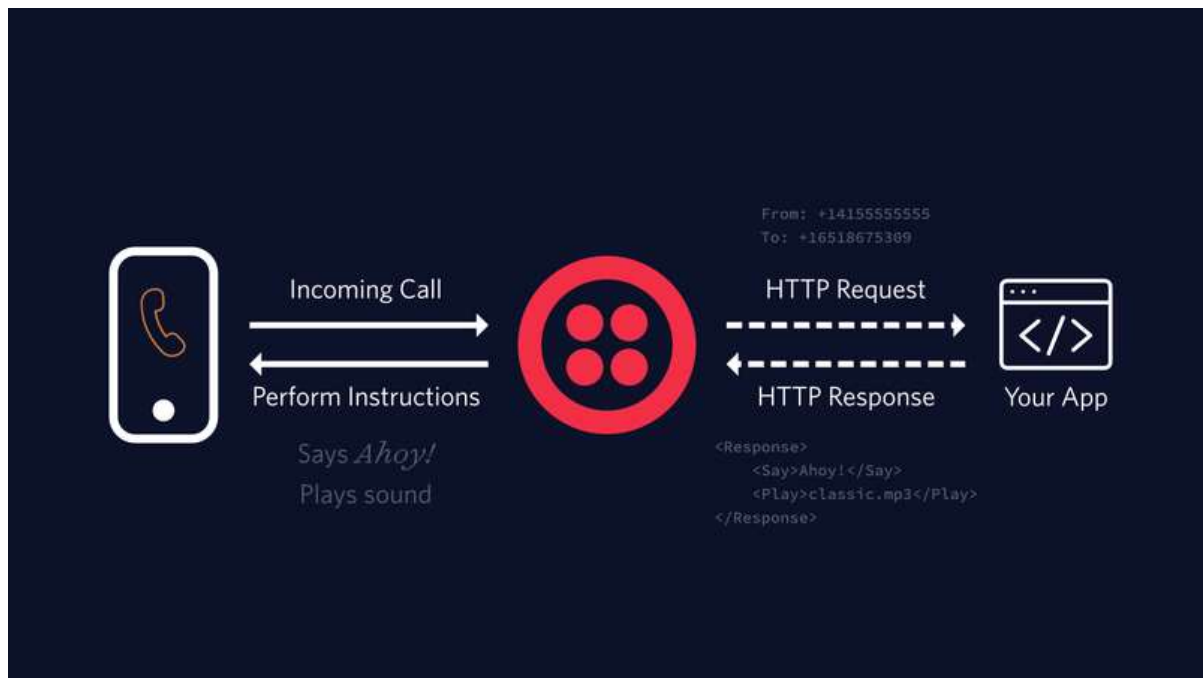 From: +14155555555
To: +16518675309
Incoming Call
HTTP Request
</>
Perform Instructions
HTTP Response
Your App
Says Ahoy!
Plays sound
<Response>
    <Say>Ahoy!</Say>
    <Play>classic.mp3</Play>
</Response>